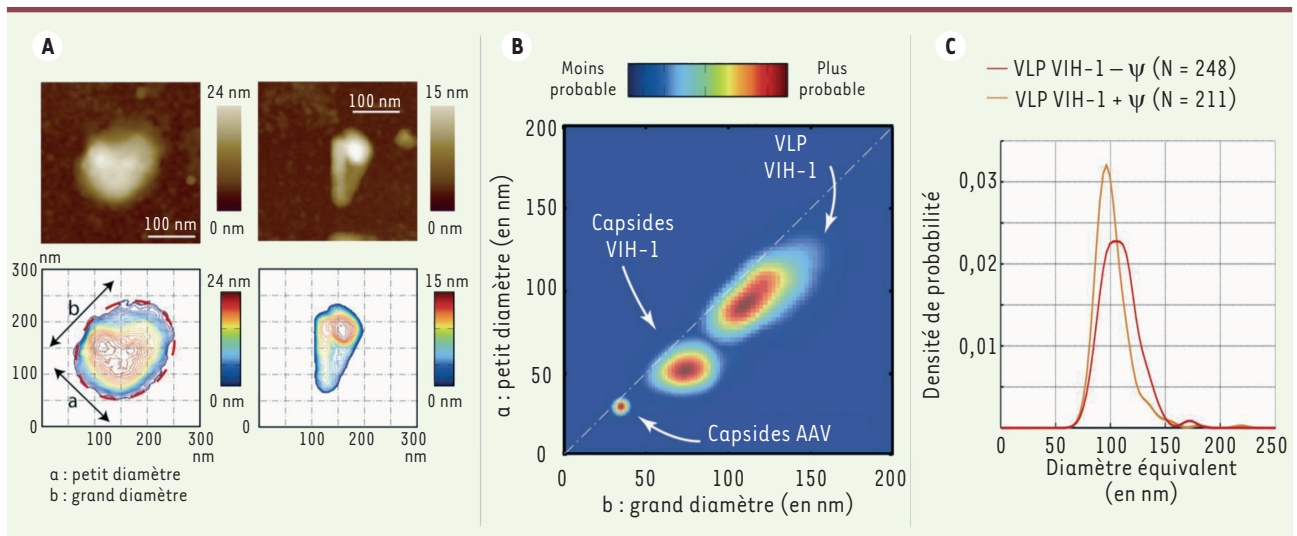 A
24 nm
0 nm
100 nm
15 nm
0 nm
100 nm
nm
300
200
100
0
100 200 300
nm
b
a
24 nm
0 nm
100 200 300
nm
15 nm
0 nm
a : petit diamètre
b : grand diamètre
B
Moins
probable
Plus
probable
200
150
100
50
0
a : petit diamètre (en nm)
VLP
VIH-1
Capsides
VIH-1
Capsides AAV
0 50 100 150 200
b : grand diamètre (en nm)
C
VLP VIH-1 – ψ (N = 248)
VLP VIH-1 + ψ (N = 211)
Densité de probabilité
0,03
0,02
0,01
0 50 100 150 200 250
Diamètre équivalent
(en nm)